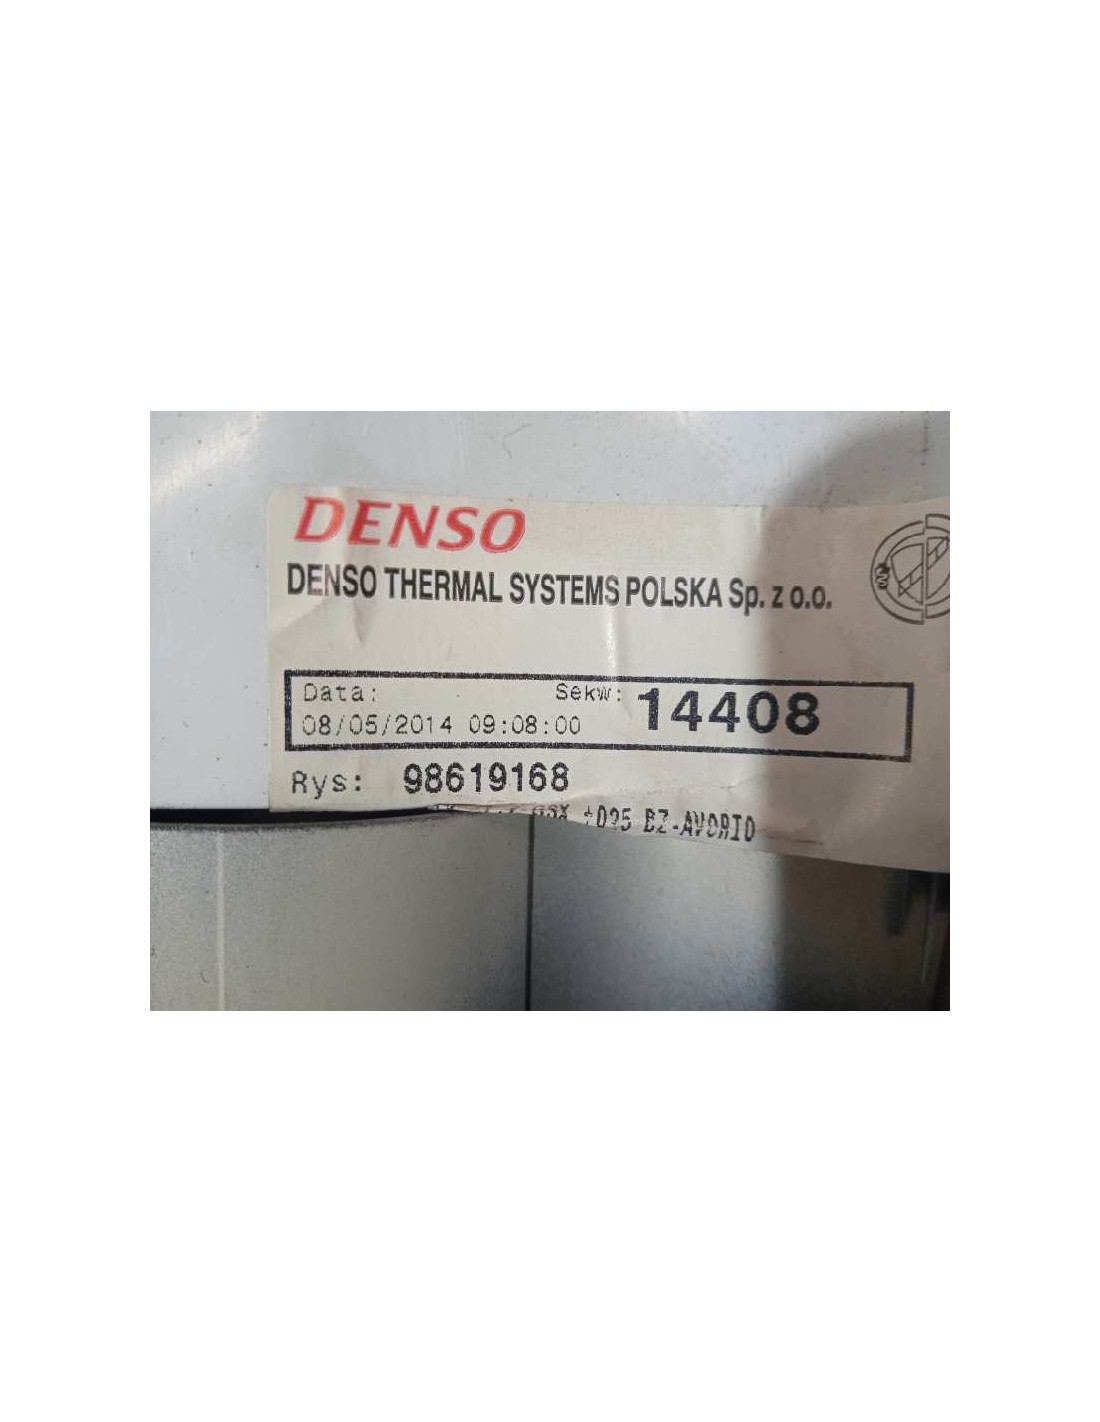 DENSO
DENSO THERMAL SYSTEMS POLSKA Sp. z o.o.
Data: Sekw: 14408
08/05/2014 09:08:00
Rys: 98619168
+095 BZ-AVORIO